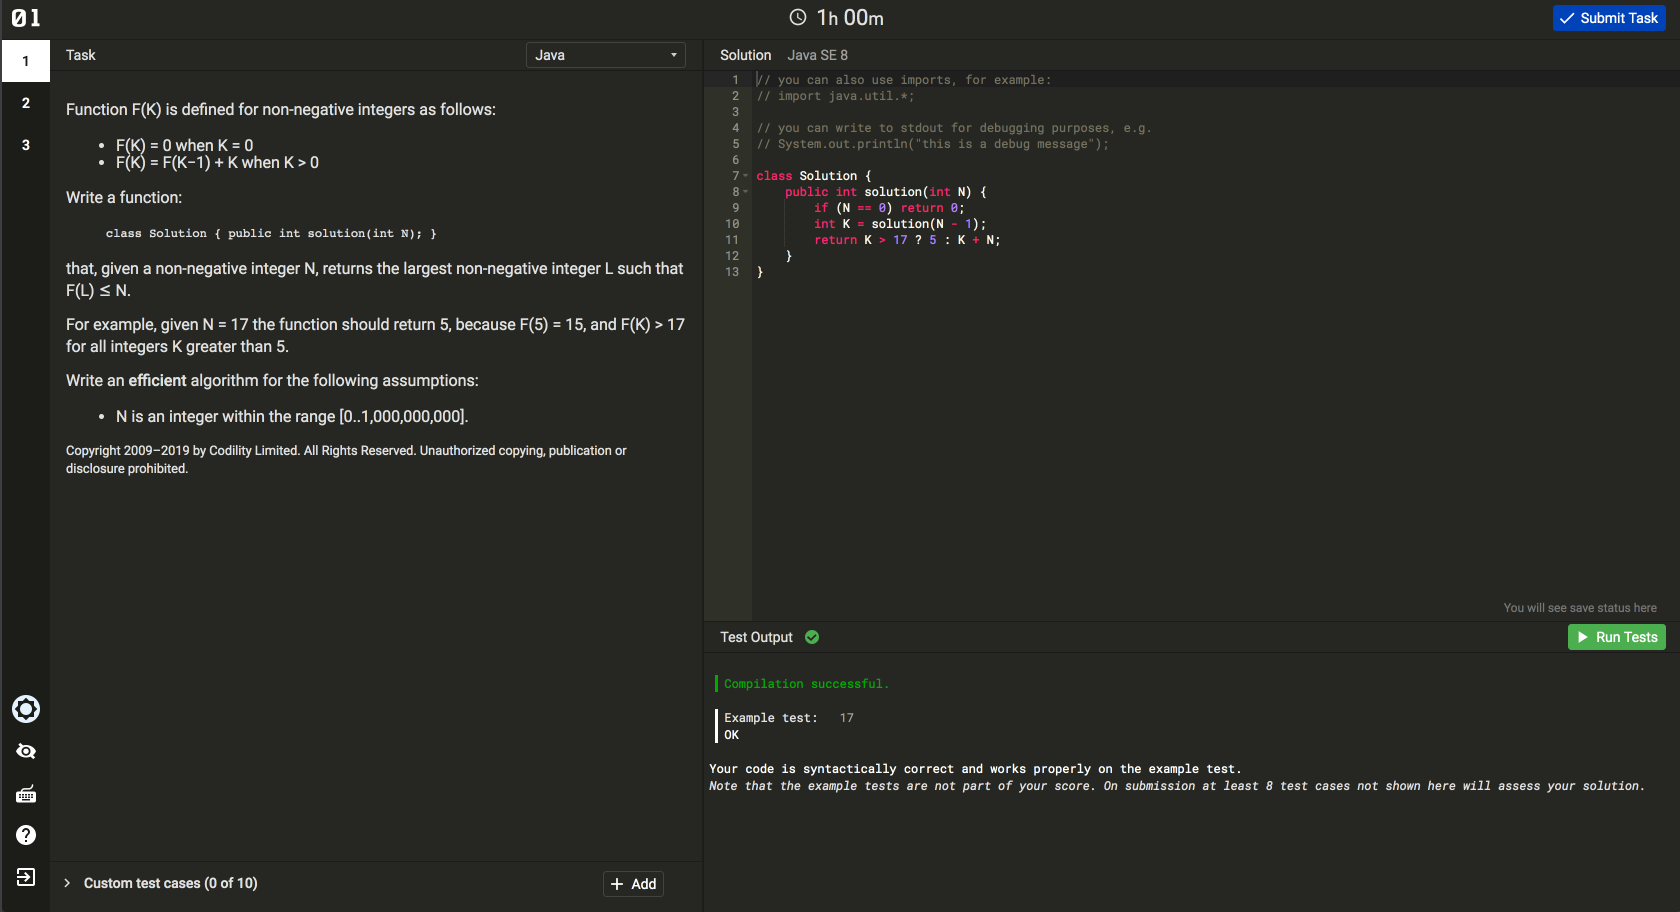 01
1h 00m
Submit Task
1
2
3
Task
Java
Function F(K) is defined for non-negative integers as follows:
• F(K) = 0 when K = 0
• F(K) = F(K−1) + K when K > 0
Write a function:
class Solution { public int solution(int N); }
that, given a non-negative integer N, returns the largest non-negative integer L such that
F(L) ≤ N.
For example, given N = 17 the function should return 5, because F(5) = 15, and F(K) > 17
for all integers K greater than 5.
Write an efficient algorithm for the following assumptions:
• N is an integer within the range [0..1,000,000,000].
Copyright 2009–2019 by Codility Limited. All Rights Reserved. Unauthorized copying, publication or
disclosure prohibited.
Custom test cases (0 of 10)
+ Add
Solution Java SE 8
1 // you can also use imports, for example:
2 // import java.util.*;
3
4 // you can write to stdout for debugging purposes, e.g.
5 // System.out.println("this is a debug message");
6
7 class Solution {
8 public int solution(int N) {
9 if (N == 0) return 0;
10 int K = solution(N - 1);
11 return K > 17 ? 5 : K + N;
12 }
13 }
You will see save status here
Test Output
Run Tests
Compilation successful.
Example test: 17
OK
Your code is syntactically correct and works properly on the example test.
Note that the example tests are not part of your score. On submission at least 8 test cases not shown here will assess your solution.